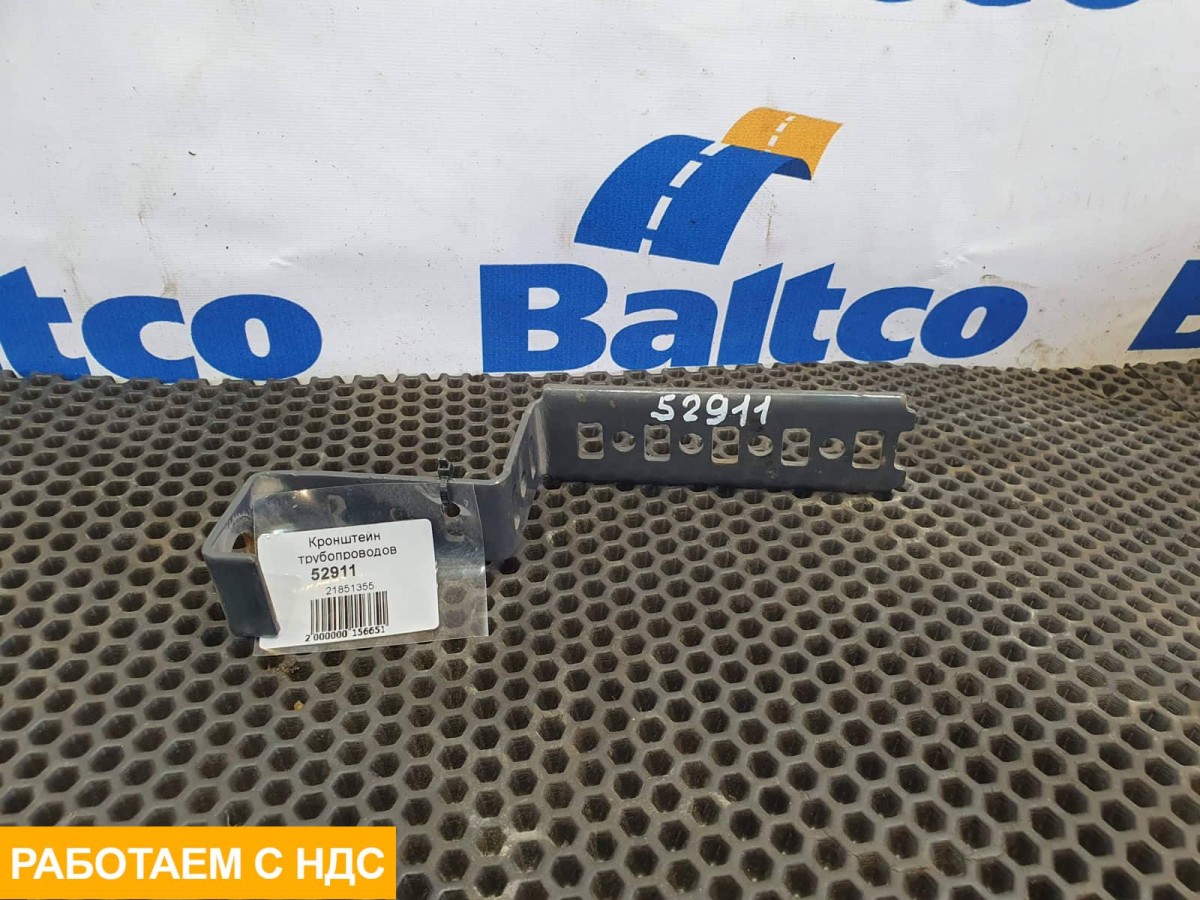 ltco
Baltco
52911
Кронштейн
трубопроводов
52911
21851355
2 000000 156651
РАБОТАЕМ С НДС